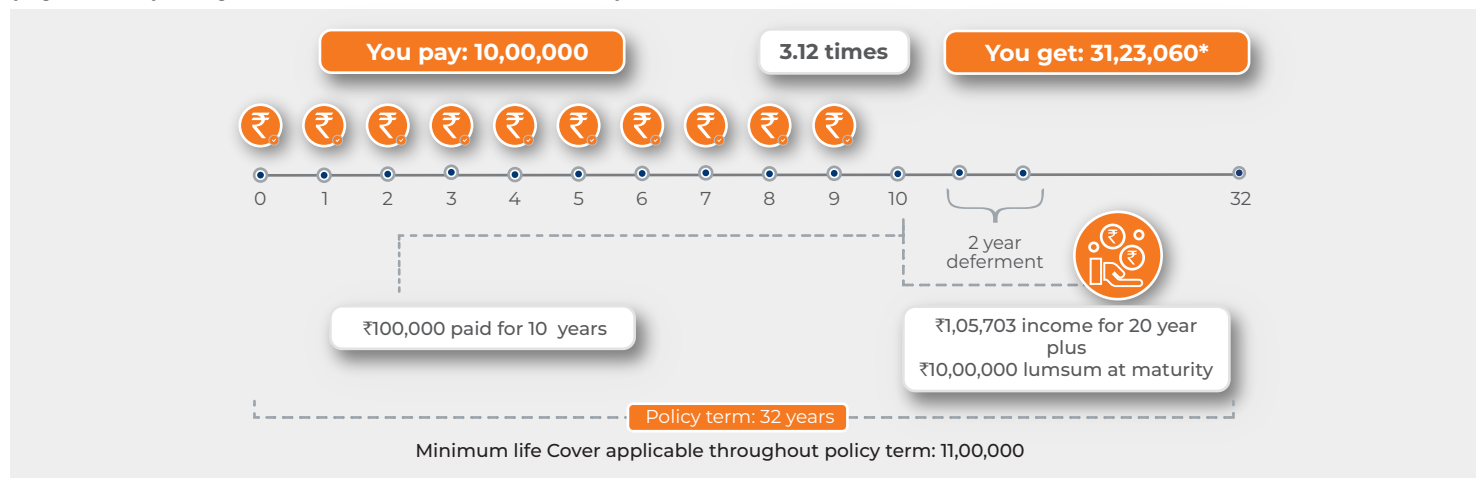 You pay: 10,00,000
3.12 times
You get: 31,23,060*
₹ ₹ ₹ ₹ ₹ ₹ ₹ ₹ ₹ ₹
0 1 2 3 4 5 6 7 8 9 10 32
2 year
deferment
₹ ₹
₹100,000 paid for 10 years
₹1,05,703 income for 20 year
plus
₹10,00,000 lumsum at maturity
Policy term: 32 years
Minimum life Cover applicable throughout policy term: 11,00,000